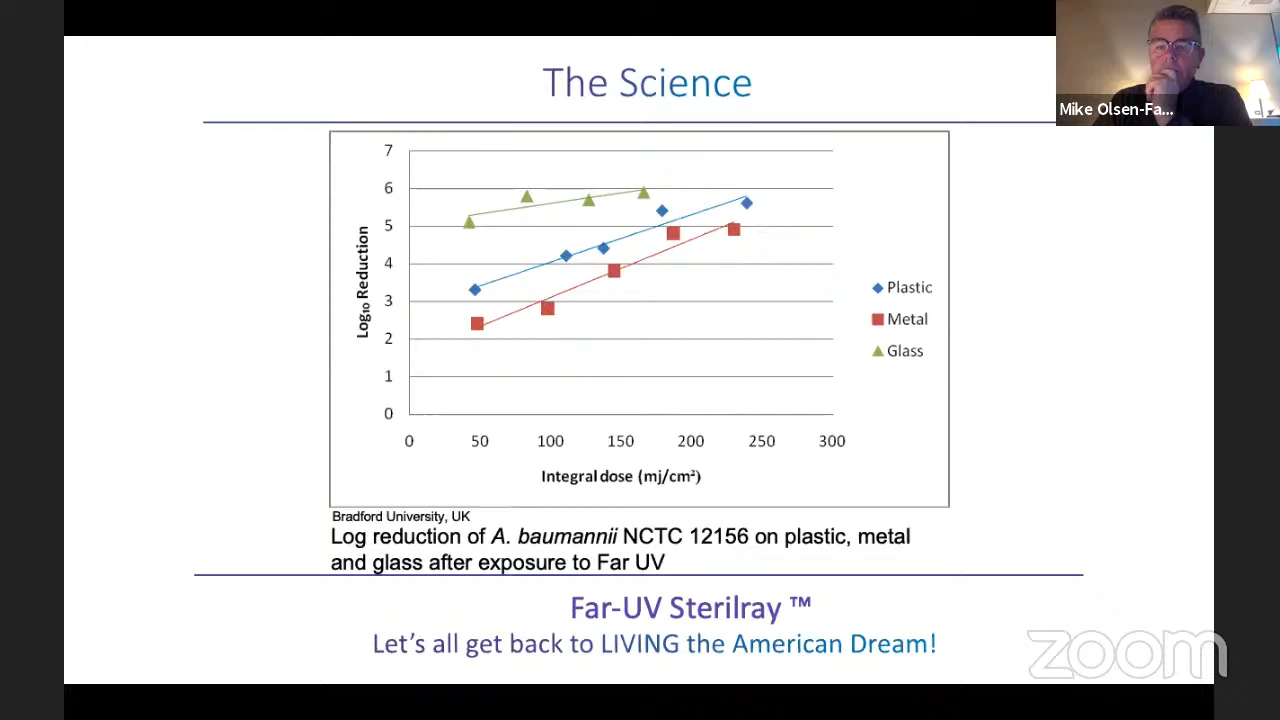 The Science
Mike Olsen-Fa...
7
6
5
4
3
2
1
0
Log₁₀ Reduction
0 50 100 150 200 250 300
Integral dose (mj/cm²)
Plastic
Metal
Glass
Bradford University, UK
Log reduction of A. baumannii NCTC 12156 on plastic, metal
and glass after exposure to Far UV
Far-UV Sterilray ™
Let's all get back to LIVING the American Dream!
zoom